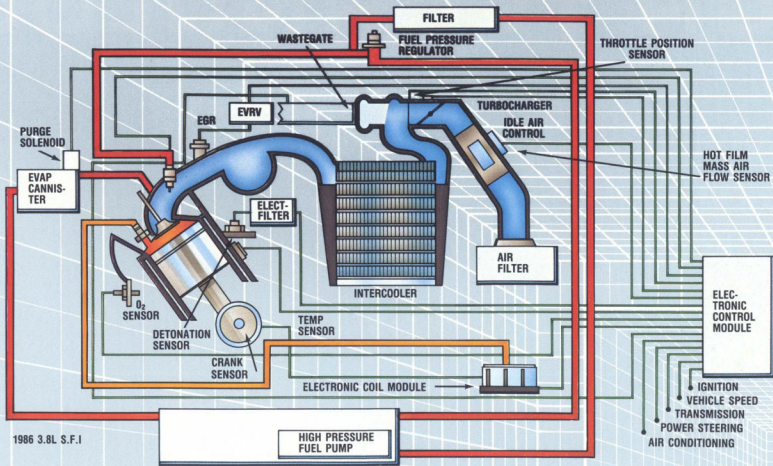 FILTER
WASTEGATE
FUEL PRESSURE
REGULATOR
THROTTLE POSITION
SENSOR
TURBOCHARGER
IDLE AIR
CONTROL
HOT FILM
MASS AIR
FLOW SENSOR
EGR
EVRV
PURGE
SOLENOID
EVAP
CANNIS-
TER
ELECT-
FILTER
AIR
FILTER
INTERCOOLER
ELEC-
TRONIC
CONTROL
MODULE
O2
SENSOR
DETONATION
SENSOR
TEMP
SENSOR
CRANK
SENSOR
ELECTRONIC COIL MODULE
IGNITION
VEHICLE SPEED
TRANSMISSION
POWER STEERING
AIR CONDITIONING
1986 3.8L S.F.I
HIGH PRESSURE
FUEL PUMP